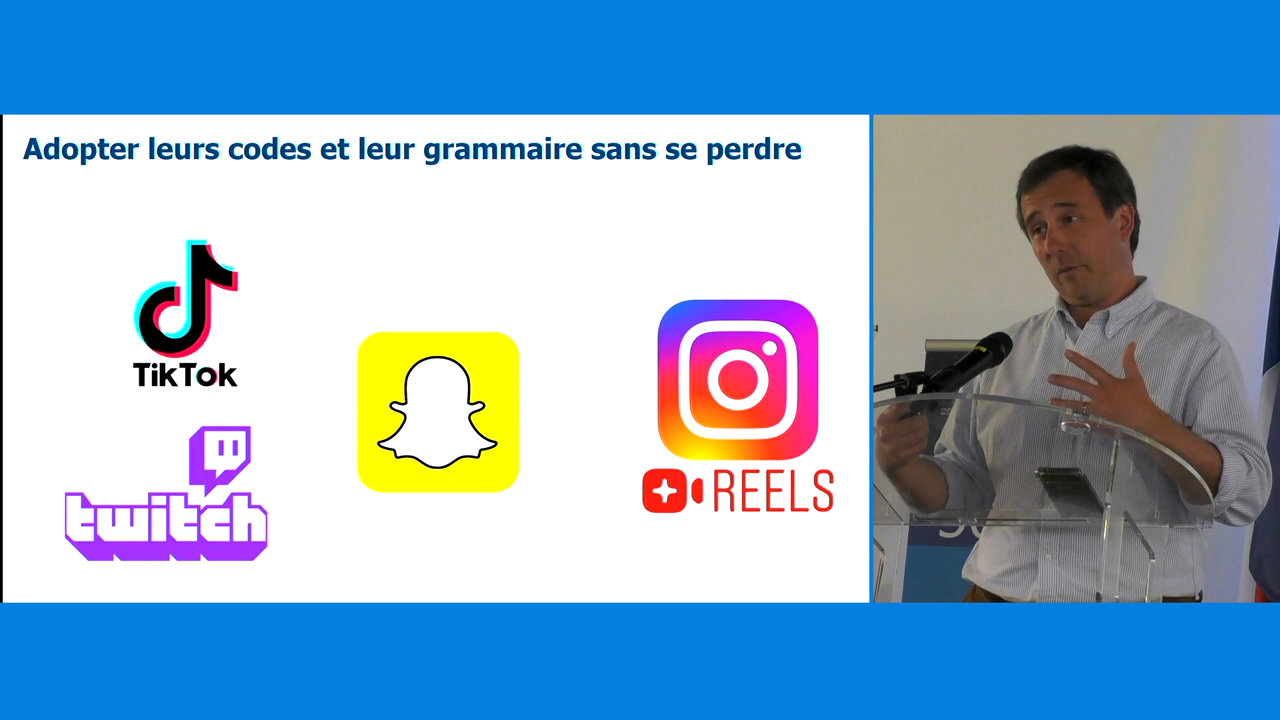 Adopter leurs codes et leur grammaire sans se perdre
TikTok
twitch
REELS